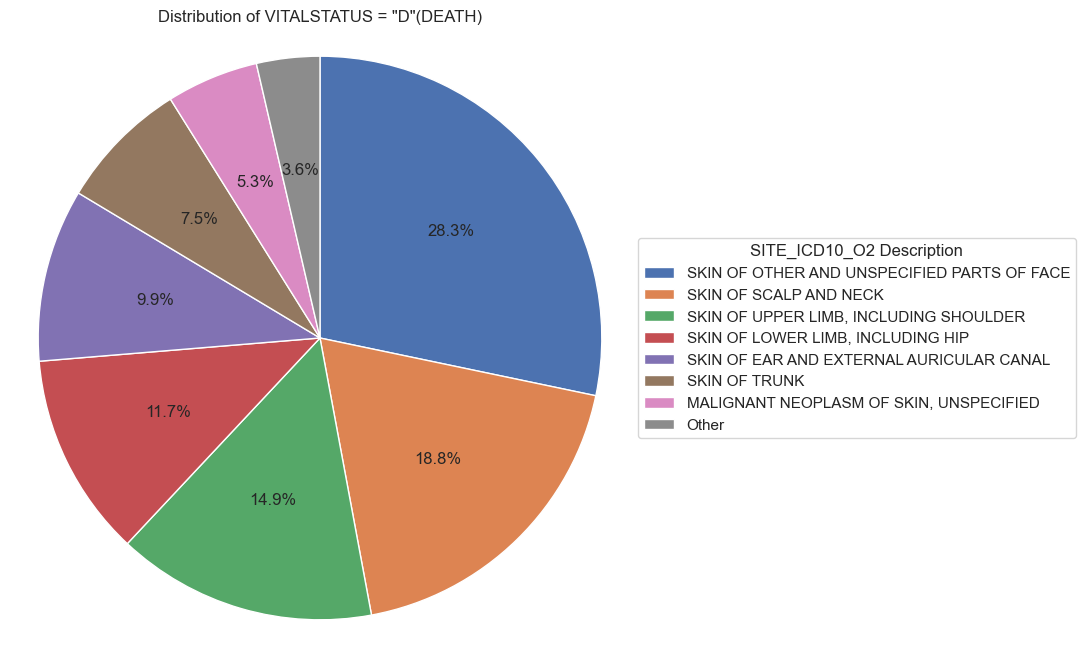 Distribution of VITALSTATUS = "D"(DEATH)
28.3%
18.8%
14.9%
11.7%
9.9%
7.5%
5.3%
3.6%
SITE_ICD10_O2 Description
SKIN OF OTHER AND UNSPECIFIED PARTS OF FACE
SKIN OF SCALP AND NECK
SKIN OF UPPER LIMB, INCLUDING SHOULDER
SKIN OF LOWER LIMB, INCLUDING HIP
SKIN OF EAR AND EXTERNAL AURICULAR CANAL
SKIN OF TRUNK
MALIGNANT NEOPLASM OF SKIN, UNSPECIFIED
Other